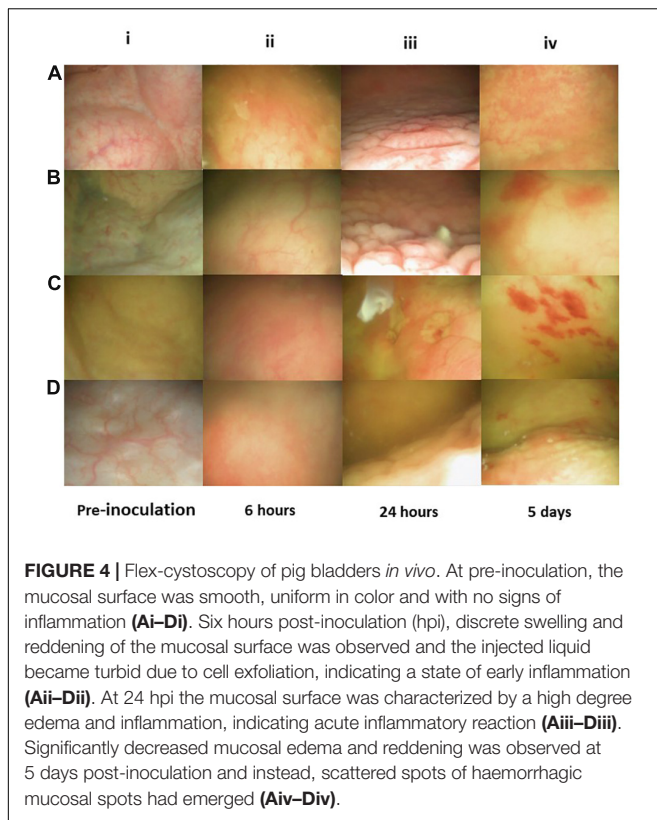 i ii iii iv
A
B
C
D
Pre-inoculation 6 hours 24 hours 5 days
FIGURE 4 | Flex-cystoscopy of pig bladders in vivo. At pre-inoculation, the
mucosal surface was smooth, uniform in color and with no signs of
inflammation (Ai–Di). Six hours post-inoculation (hpi), discrete swelling and
reddening of the mucosal surface was observed and the injected liquid
became turbid due to cell exfoliation, indicating a state of early inflammation
(Aii–Dii). At 24 hpi the mucosal surface was characterized by a high degree
edema and inflammation, indicating acute inflammatory reaction (Aiii–Diii).
Significantly decreased mucosal edema and reddening was observed at
5 days post-inoculation and instead, scattered spots of haemorrhagic
mucosal spots had emerged (Aiv–Div).